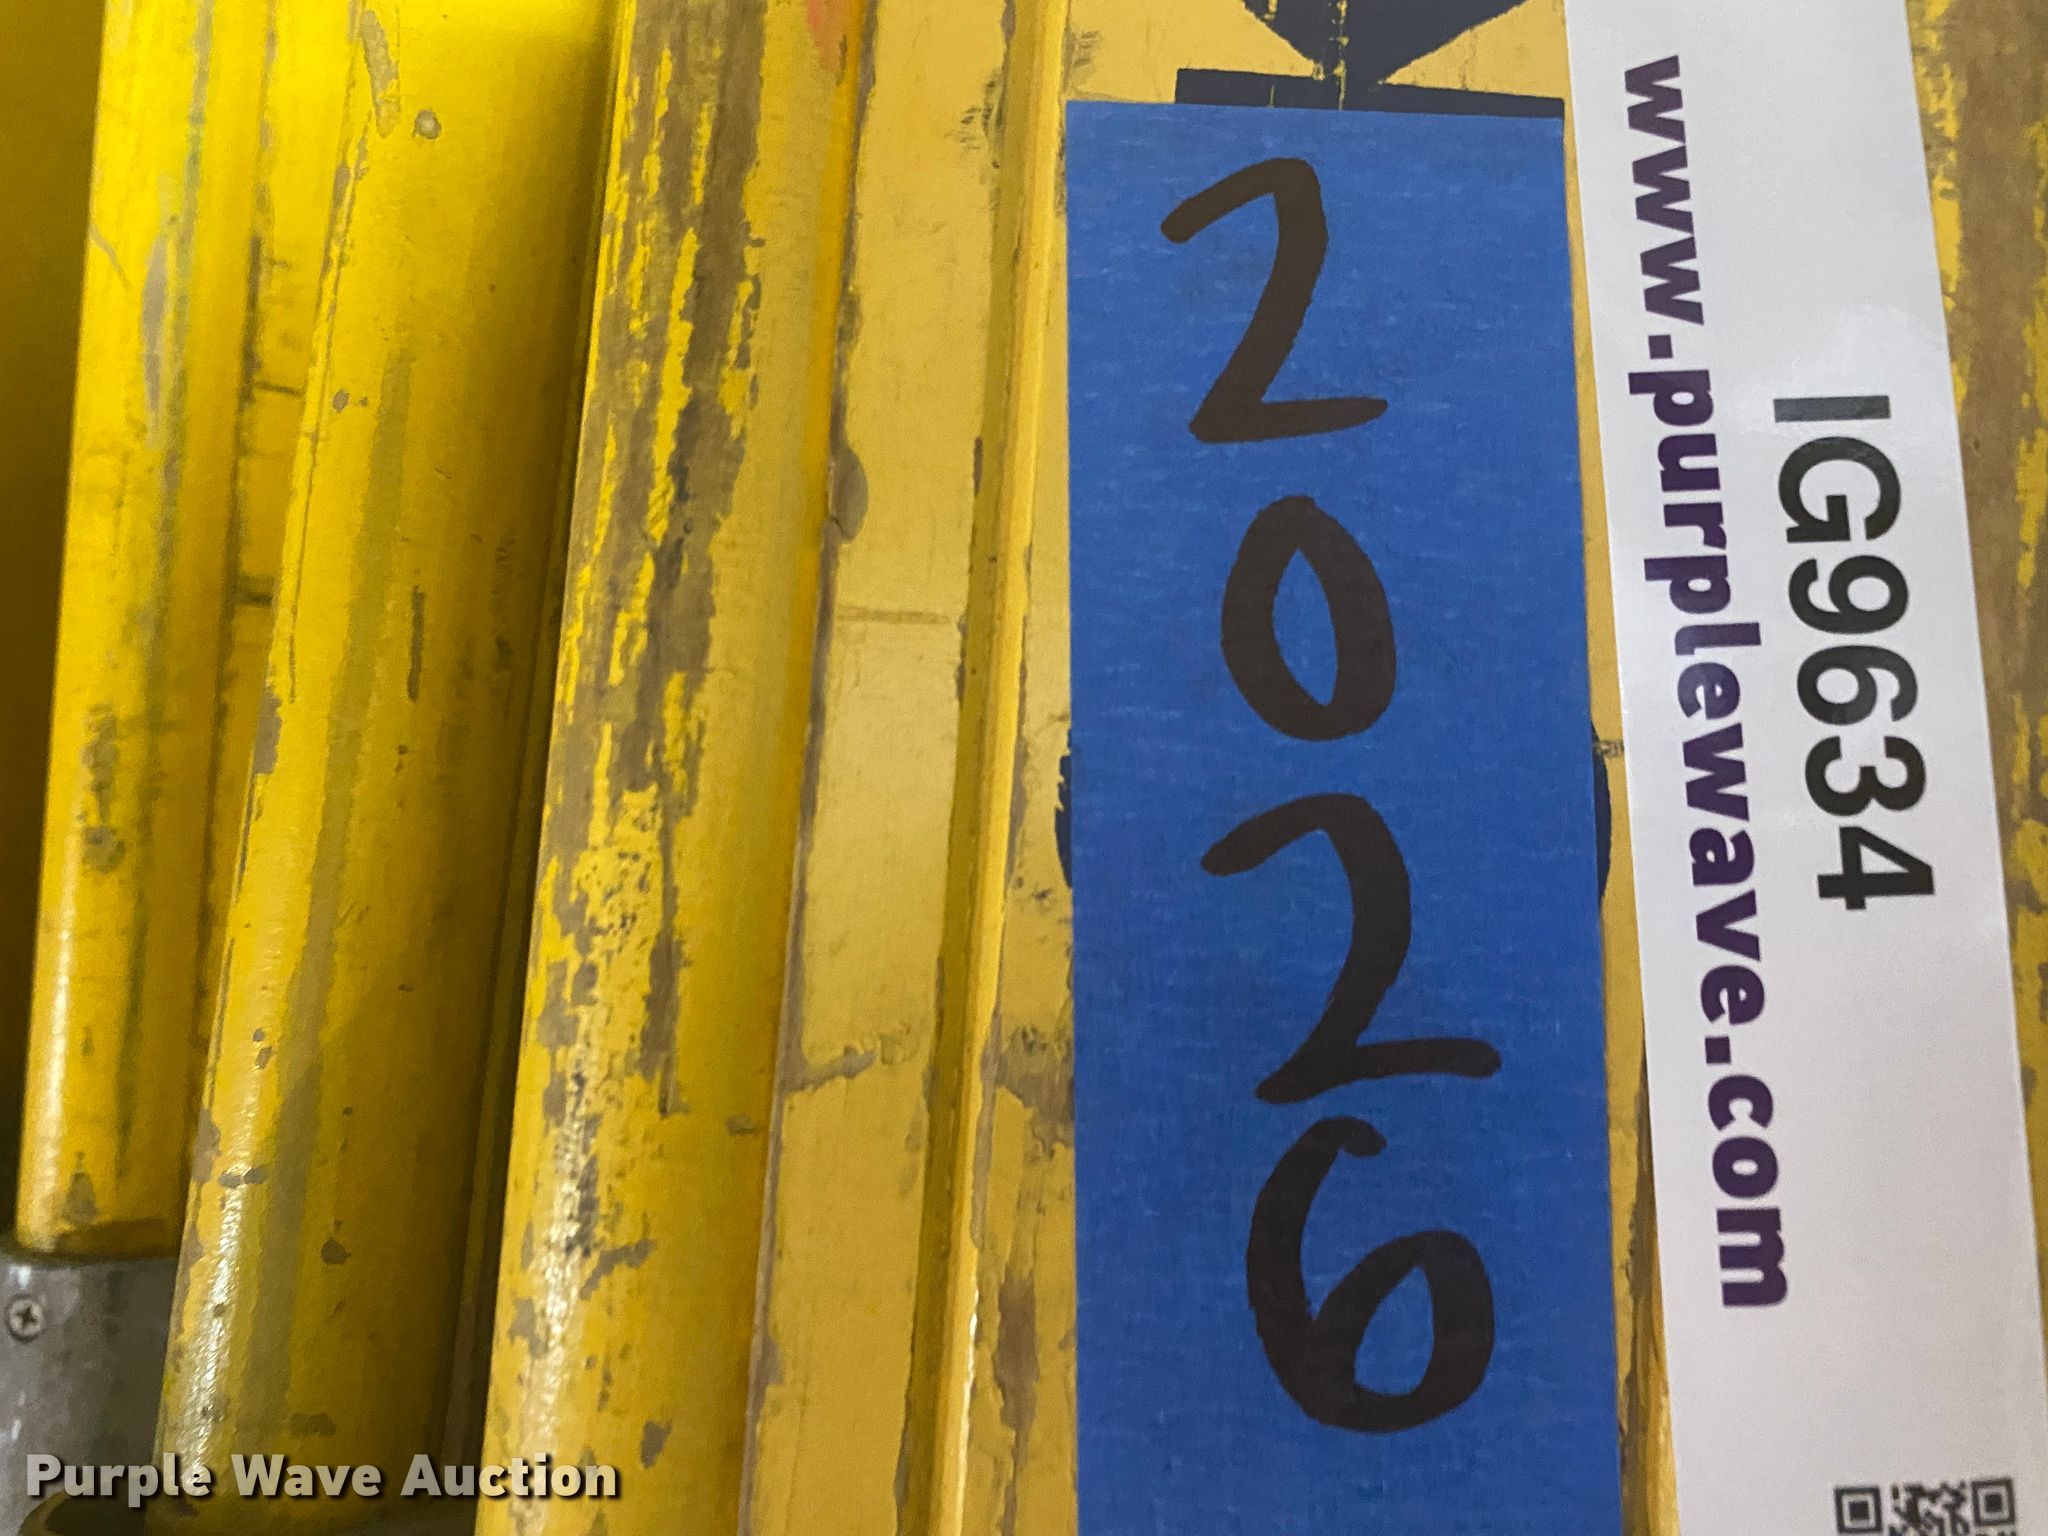 2026
www.purplewave.com
IG9634
Purple Wave Auction